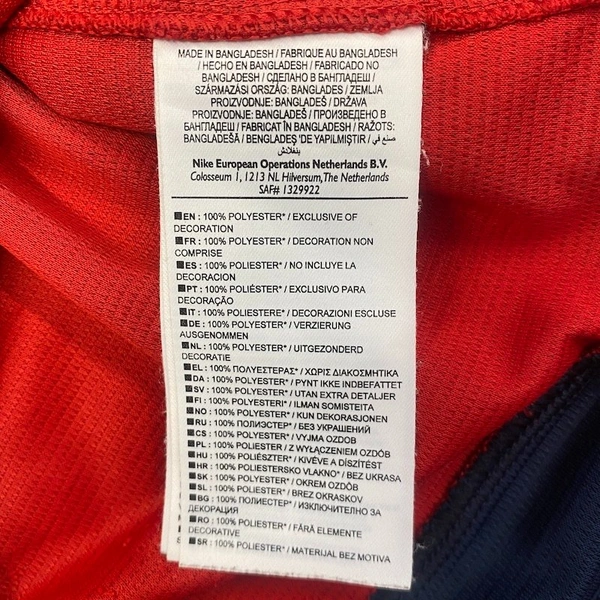 MADE IN BANGLADESH / FABRIQUE AU BANGLADESH
/ HECHO EN BANGLADESH / FABRICADO NO
BANGLADESH / СДЕЛАНО В БАНГЛАДЕШ /
SZÁRMAZÁSI ORSZÁG: BANGLADES / ZEMLJA
PROIZVODNJE: BANGLADEŠ / DRŽAVA
PROIZVODNJE: BANGLADEŠ / ПРОИЗВЕДЕНО В
БАНГЛАДЕШ / FABRICAT ÎN BANGLADESH / RAŽOTS:
BANGLADEŠĀ / BENGLADEŞ 'DE YAPILMIŞTIR / صنع في
بنغلادش
Nike European Operations Netherlands B.V.
Colosseum 1, 1213 NL Hilversum, The Netherlands
SAF# 1329922
EN : 100% POLYESTER* / EXCLUSIVE OF
DECORATION
FR : 100% POLYESTER* / DECORATION NON
COMPRISE
ES : 100% POLIESTER* / NO INCLUYE LA
DECORACION
PT : 100% POLIÉSTER* / EXCLUSIVO PARA
DECORAÇÃO
IT : 100% POLIESTERE* / DECORAZIONI ESCLUSE
DE : 100% POLYESTER* / VERZIERUNG
AUSGENOMMEN
NL : 100% POLYESTER* / UITGEZONDERD
DECORATIE
EL : 100% ΠΟΛΥΕΣΤΕΡΑΣ* / ΧΩΡΙΣ ΔΙΑΚΟΣΜΗΤΙΚΑ
DA : 100% POLYESTER* / PYNT IKKE INDBEFATTET
SV : 100% POLYESTER* / UTAN EXTRA DETALJER
FI : 100% POLYESTERI* / ILMAN SOMISTEITA
NO : 100% POLYESTER* / KUN DEKORASJONEN
RU : 100% ПОЛИЭСТЕР* / БЕЗ УКРАШЕНИЙ
CS : 100% POLYESTER* / VYJMA OZDOB
PL : 100% POLIESTER* / Z WYŁĄCZENIEM OZDÓB
HU : 100% POLIÉSZTER* / KIVÉVE A DÍSZÍTÉST
HR : 100% POLIESTERSKO VLAKNO* / BEZ UKRASA
SK : 100% POLYESTER* / OKREM OZDÔB
SL : 100% POLIESTER* / BREZ OKRASKOV
BG : 100% ПОЛИЕСТЕР* / ИЗКЛЮЧИТЕЛНО ЗА
ДЕКОРАЦИЯ
RO : 100% POLIESTER* / FĂRĂ ELEMENTE
DECORATIVE
SR : 100% POLYESTER* / MATERIJAL BEZ MOTIVA